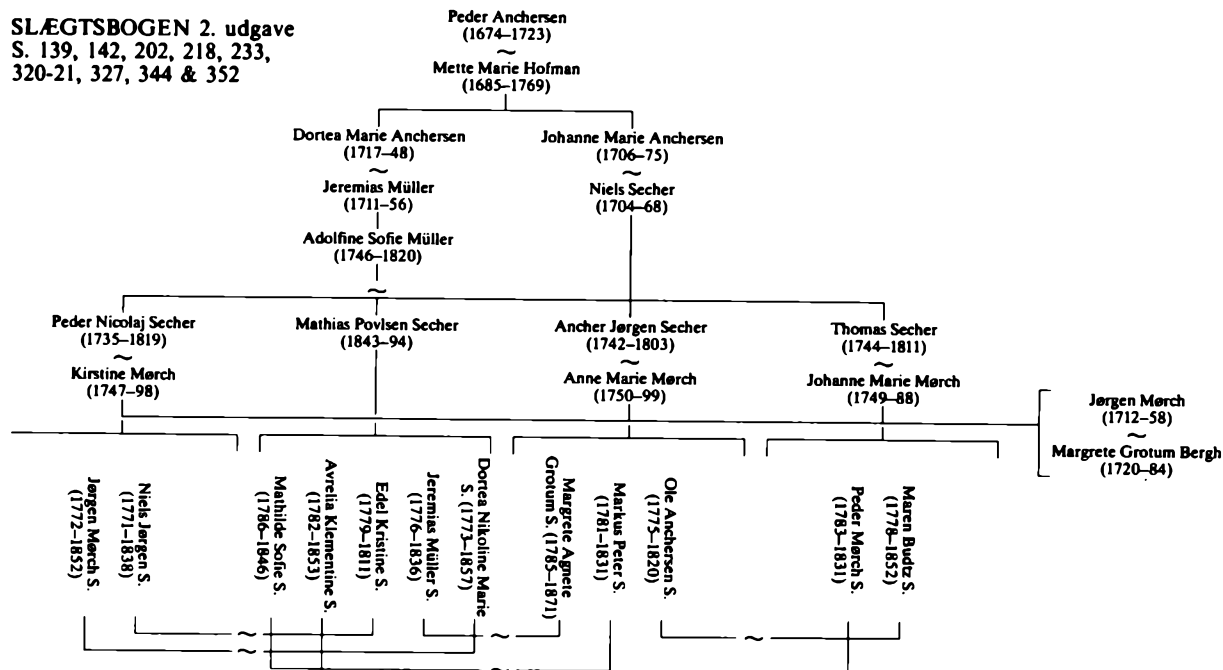 SLÆGTSBOGEN 2. udgave
S. 139, 142, 202, 218, 233,
320-21, 327, 344 & 352
Peder Anchersen
(1674–1723)
~
Mette Marie Hofman
(1685–1769)
Dortea Marie Anchersen
(1717–48)
~
Jeremias Müller
(1711–56)
Adolfine Sofie Müller
(1746–1820)
~
Johanne Marie Anchersen
(1706–75)
~
Niels Secher
(1704–68)
Peder Nicolaj Secher
(1735–1819)
~
Kirstine Mørch
(1747–98)
Mathias Povlsen Secher
(1843–94)
Ancher Jørgen Secher
(1742–1803)
~
Anne Marie Mørch
(1750–99)
Thomas Secher
(1744–1811)
~
Johanne Marie Mørch
(1749–88)
Jørgen Mørch
(1712–58)
~
Margrete Grotum Bergh
(1720–84)
Jørgen Mørch S.
(1772–1852)
Niels Jørgen S.
(1771–1838)
Mathilde Sofie S.
(1786–1846)
Avrelia Klementine S.
(1782–1853)
Edel Kristine S.
(1779–1811)
Jeremias Müller S.
(1776–1836)
Dortea Nikoline Marie
S. (1773–1857)
Margrete Agnete
Grotum S. (1785–1871)
Markus Peter S.
(1781–1831)
Ole Anchersen S.
(1775–1820)
Peder Mørch S.
(1783–1831)
Maren Budtz S.
(1778–1852)
~
~
~
~